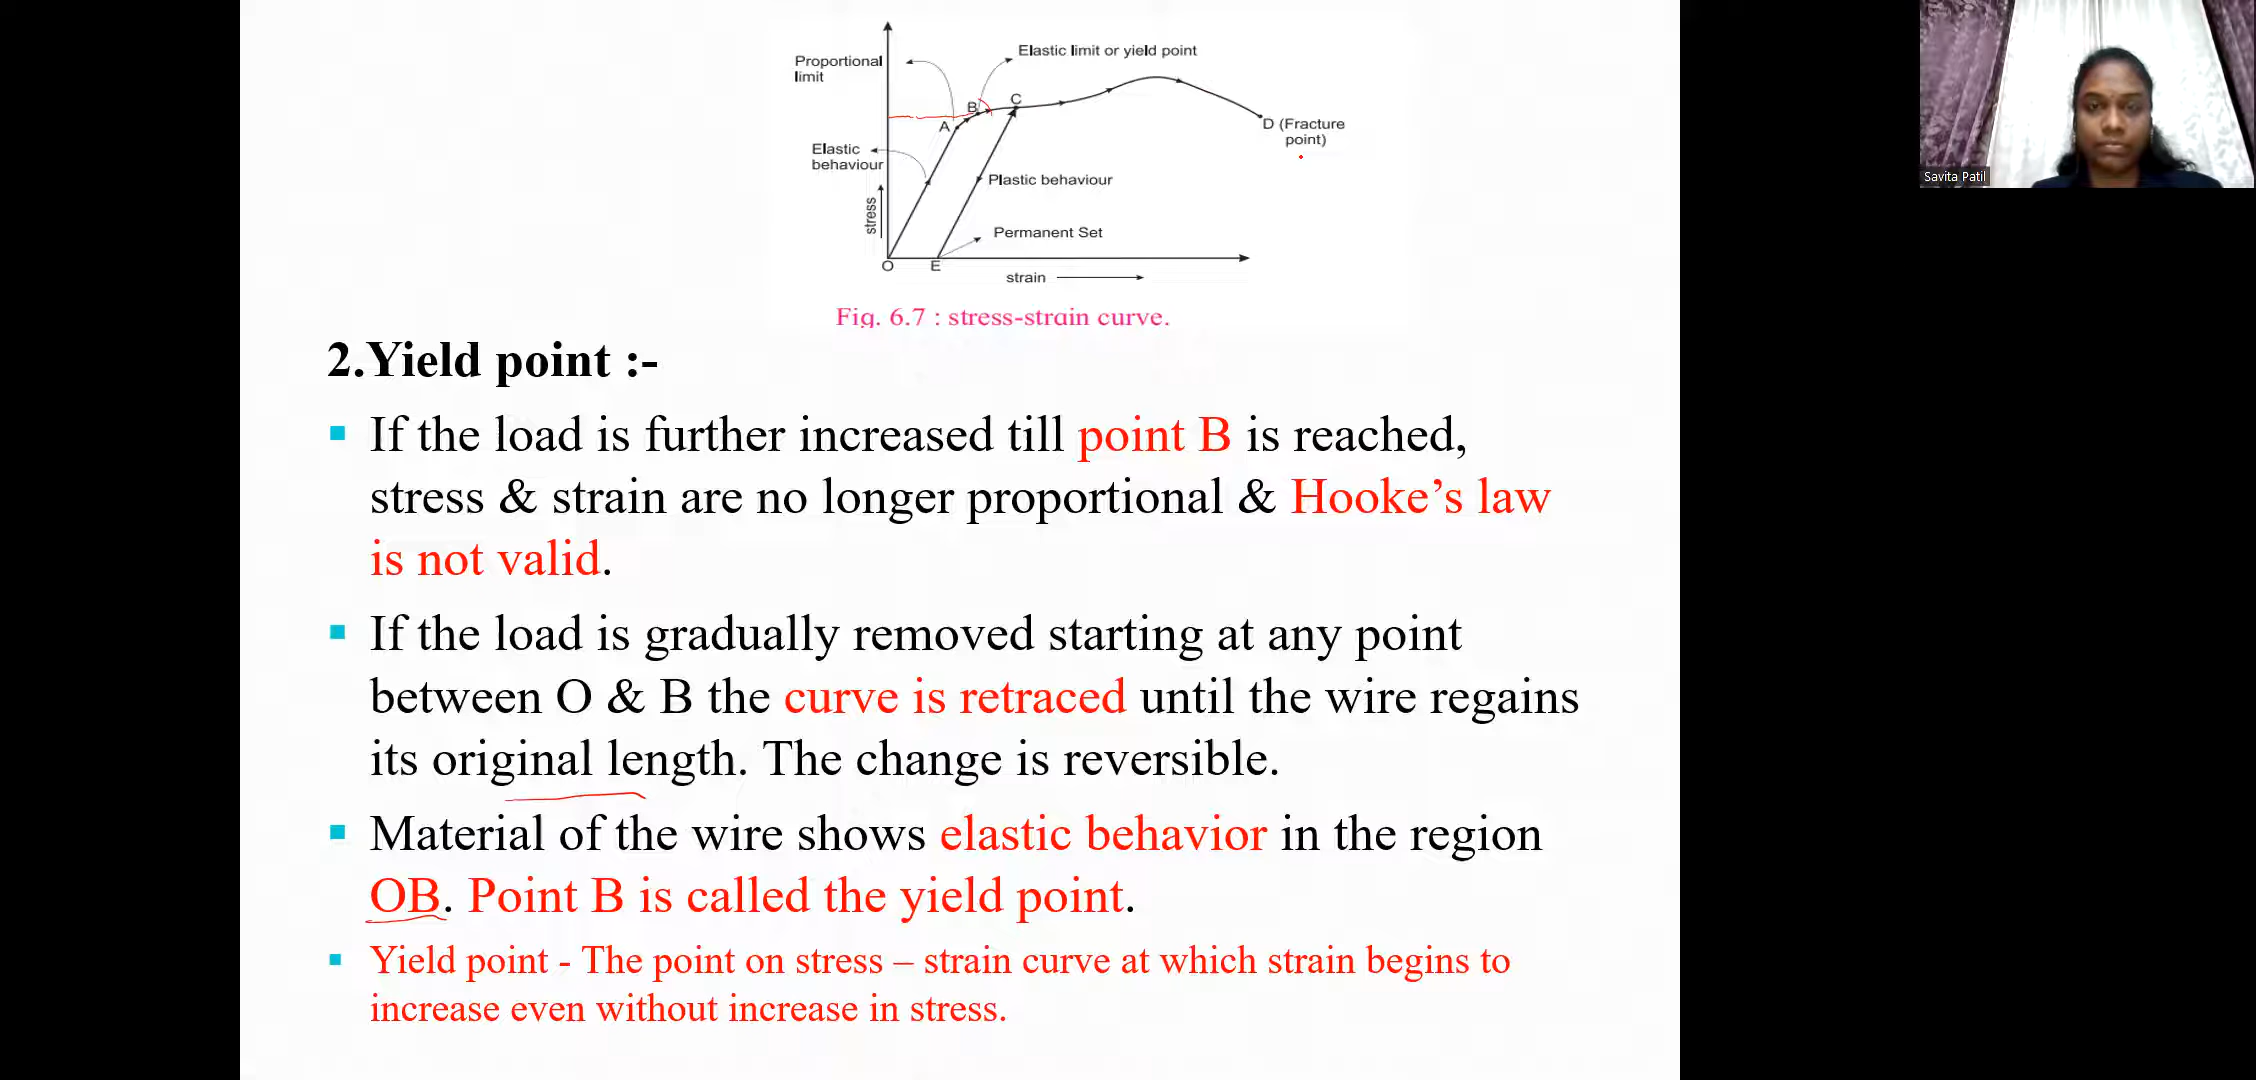 Proportional
limit
Elastic limit or yield point
B
C
A
D (Fracture
point)
Elastic
behaviour
Plastic behaviour
stress
Permanent Set
O
E
strain
Fig. 6.7 : stress-strain curve.
Savita Patil
2.Yield point :-
If the load is further increased till point B is reached,
stress & strain are no longer proportional & Hooke’s law
is not valid.
If the load is gradually removed starting at any point
between O & B the curve is retraced until the wire regains
its original length. The change is reversible.
Material of the wire shows elastic behavior in the region
OB. Point B is called the yield point.
Yield point - The point on stress – strain curve at which strain begins to
increase even without increase in stress.